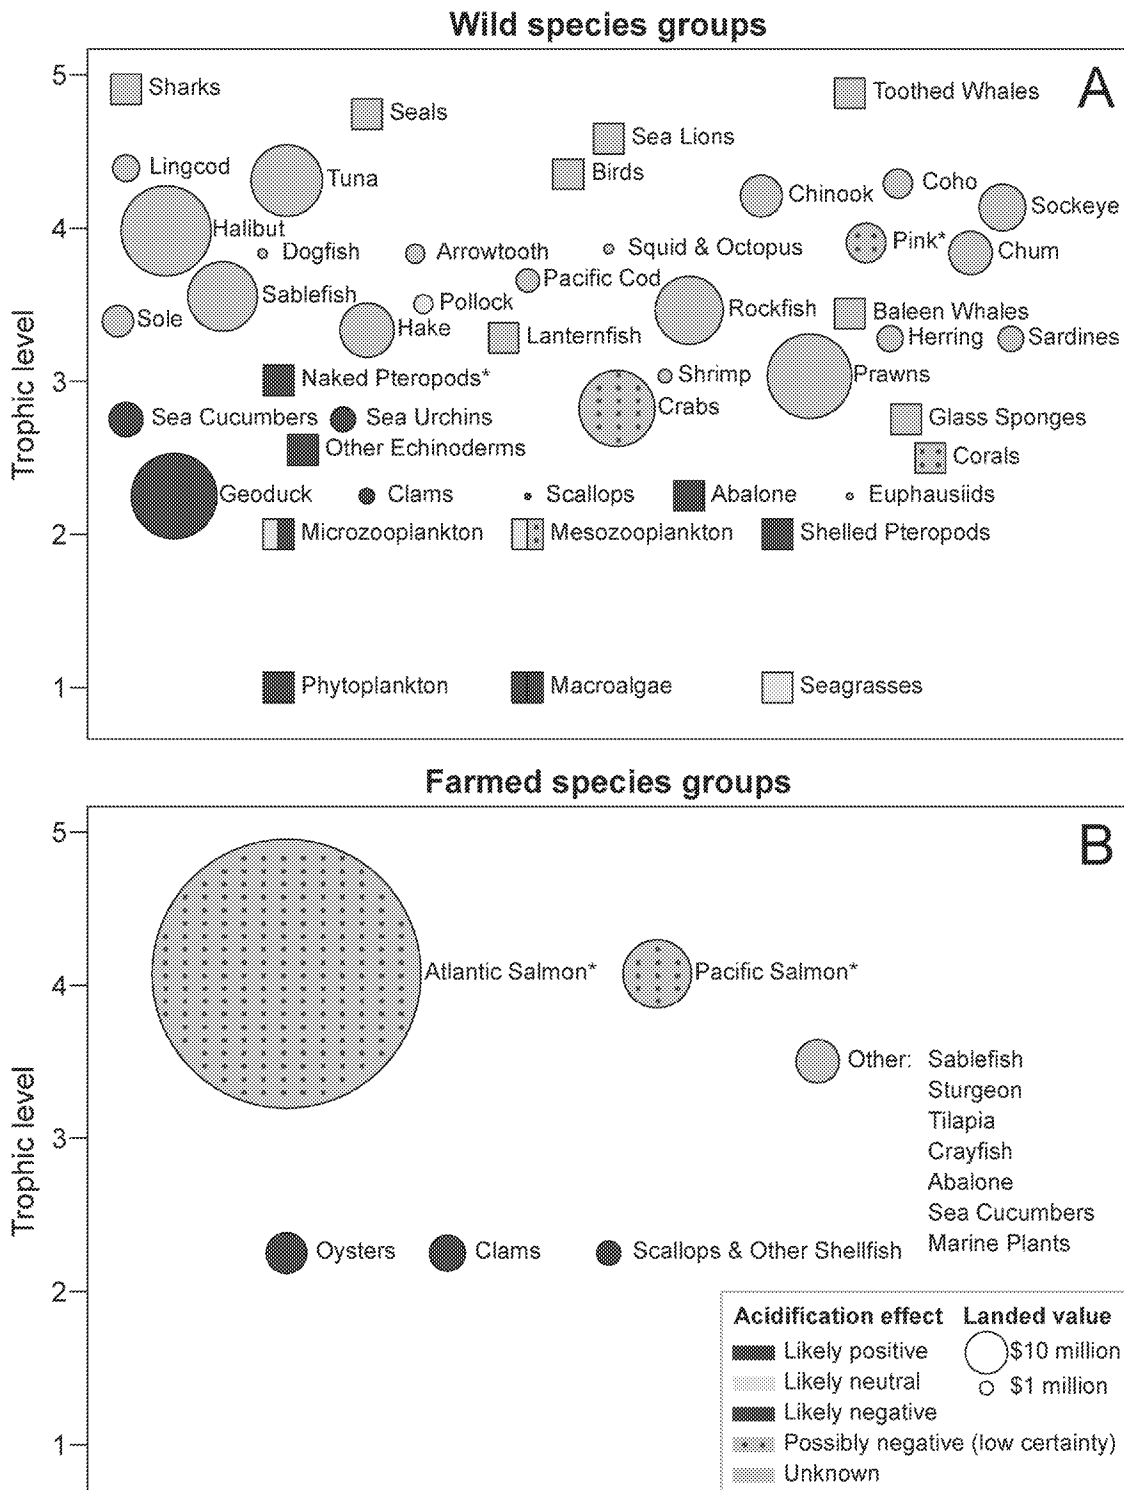 Wild species groups
A
5
Sharks
Toothed Whales
Seals
Sea Lions
Lingcod
Tuna
Birds
Chinook
Coho
Sockeye
4
Halibut
Pink*
Dogfish
Arrowtooth
Squid & Octopus
Chum
Sablefish
Pacific Cod
Pollock
Rockfish
Baleen Whales
Sole
Hake
Lanternfish
Herring
Sardines
3
Naked Pteropods*
Shrimp
Prawns
Sea Cucumbers
Sea Urchins
Crabs
Glass Sponges
Other Echinoderms
Corals
Geoduck
Clams
Scallops
Abalone
Euphausiids
2
Microzooplankton
Mesozooplankton
Shelled Pteropods
1
Phytoplankton
Macroalgae
Seagrasses
Trophic level
Farmed species groups
B
5
4
Atlantic Salmon*
Pacific Salmon*
Other: Sablefish
Sturgeon
Tilapia
Crayfish
Abalone
Sea Cucumbers
Marine Plants
3
Oysters
Clams
Scallops & Other Shellfish
2
1
Trophic level
Acidification effect Landed value
Likely positive $10 million
Likely neutral $1 million
Likely negative
Possibly negative (low certainty)
Unknown